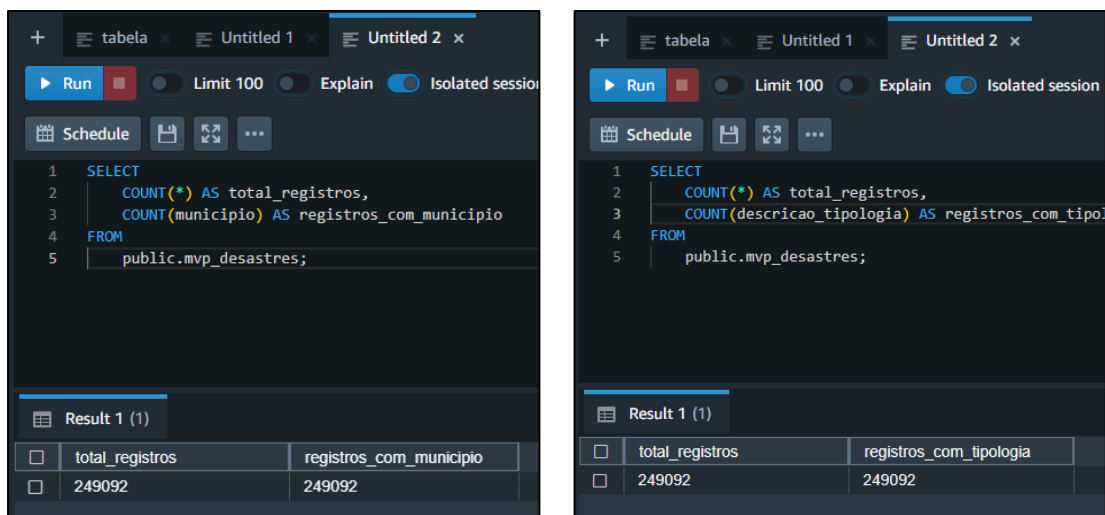 + tabela × Untitled 1 × Untitled 2 ×
Run Limit 100 Explain Isolated
Schedule
1 SELECT
2 COUNT(*) AS total_registros,
3 COUNT(municipio) AS registros_com_municipio
4 FROM
5 public.mvp_desastres;
Result 1 (1)
total_registros registros_com_municipio
249092 249092
+ tabela × Untitled 1 × Untitled 2 ×
Run Limit 100 Explain Isolated session
Schedule
1 SELECT
2 COUNT(*) AS total_registros,
3 COUNT(descricao_tipologia) AS registros_com_tipol
4 FROM
5 public.mvp_desastres;
Result 1 (1)
total_registros registros_com_tipologia
249092 249092